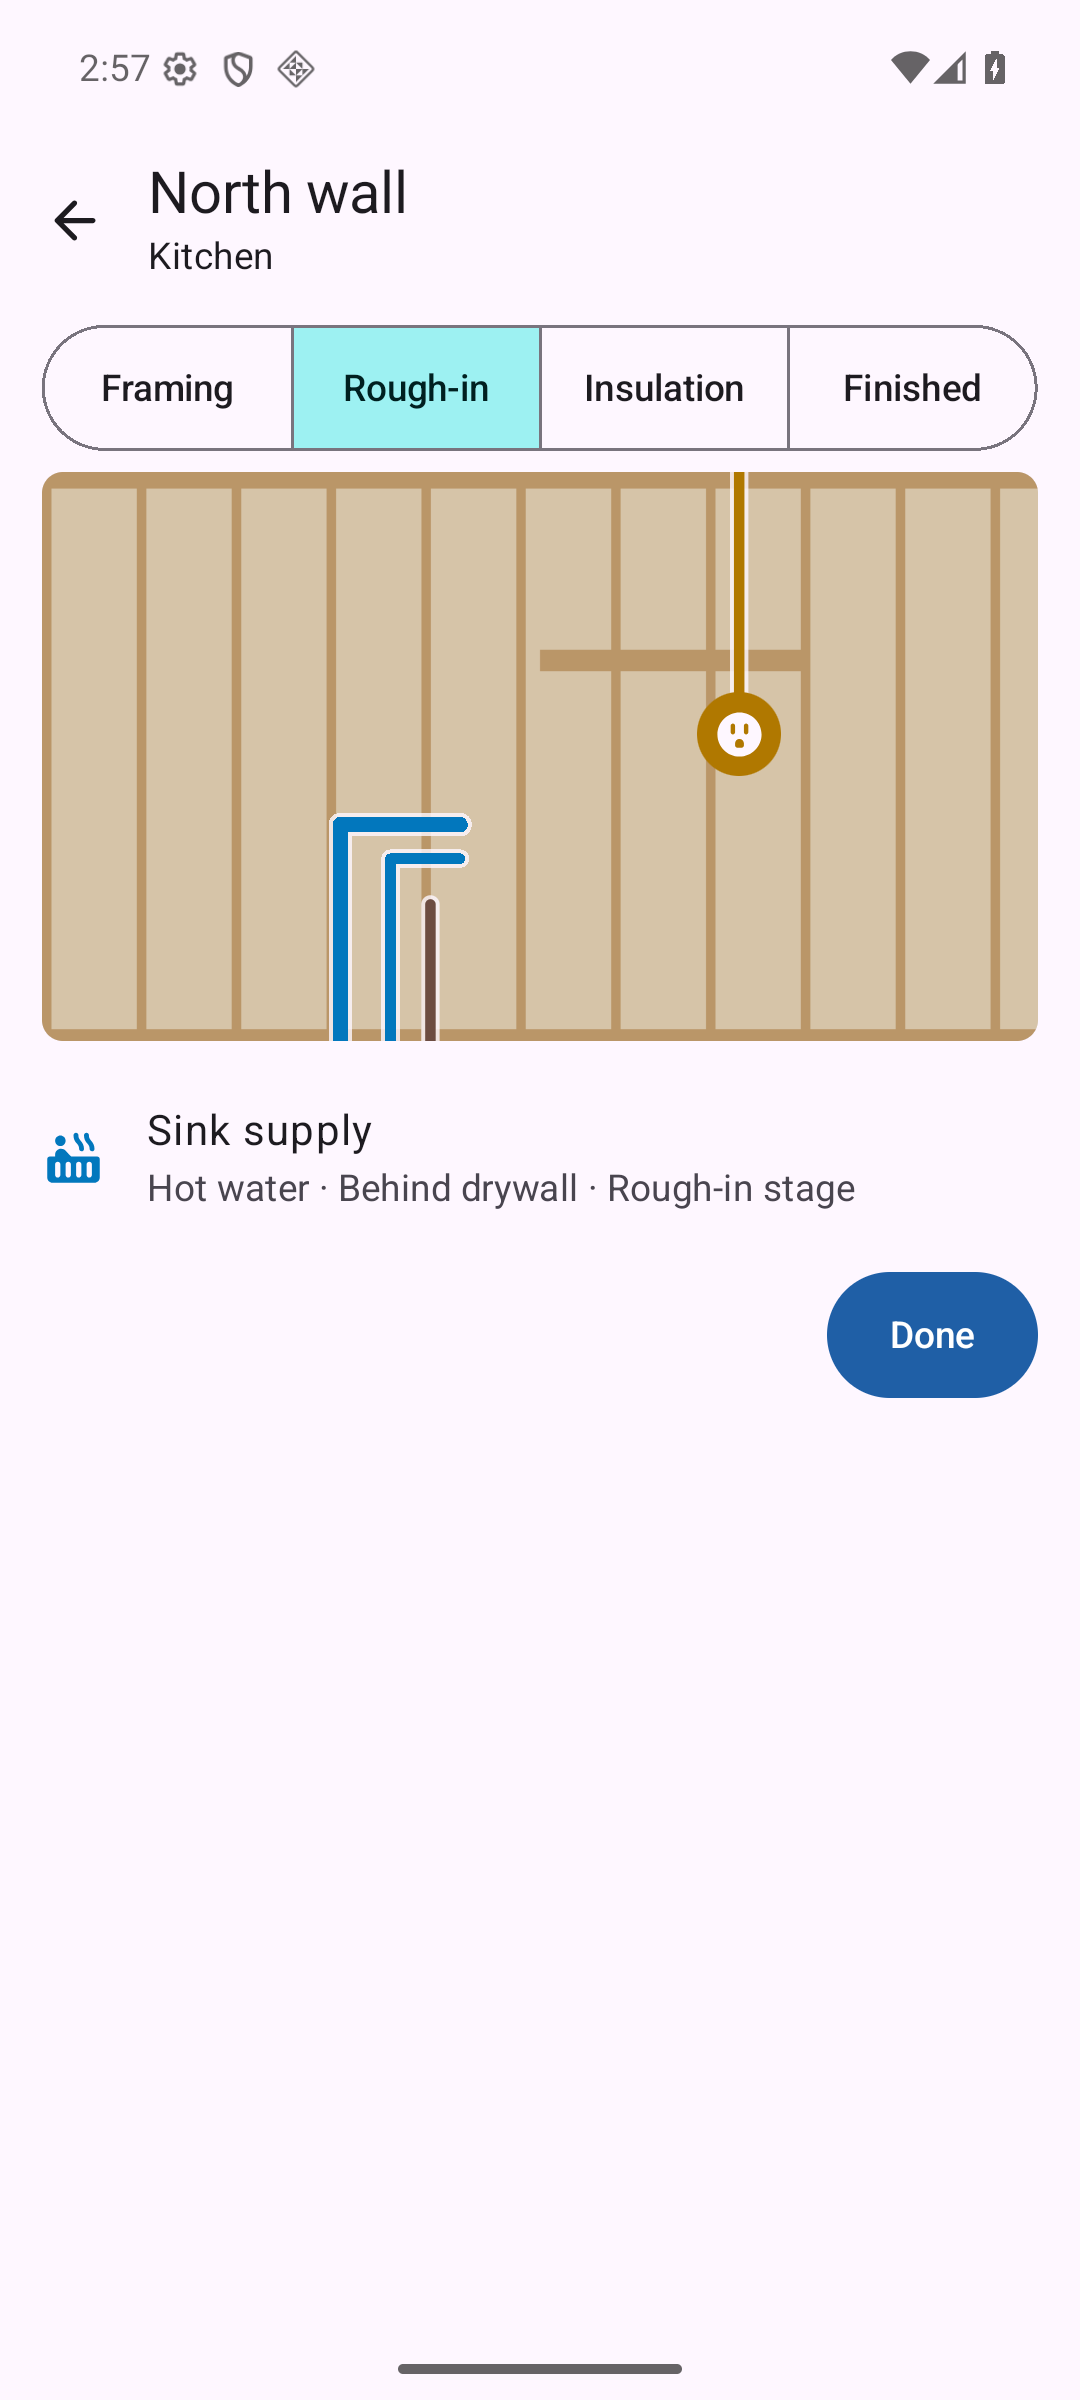 2:57
North wall
Kitchen
Framing
Rough-in
Insulation
Finished
Sink supply
Hot water · Behind drywall · Rough-in stage
Done